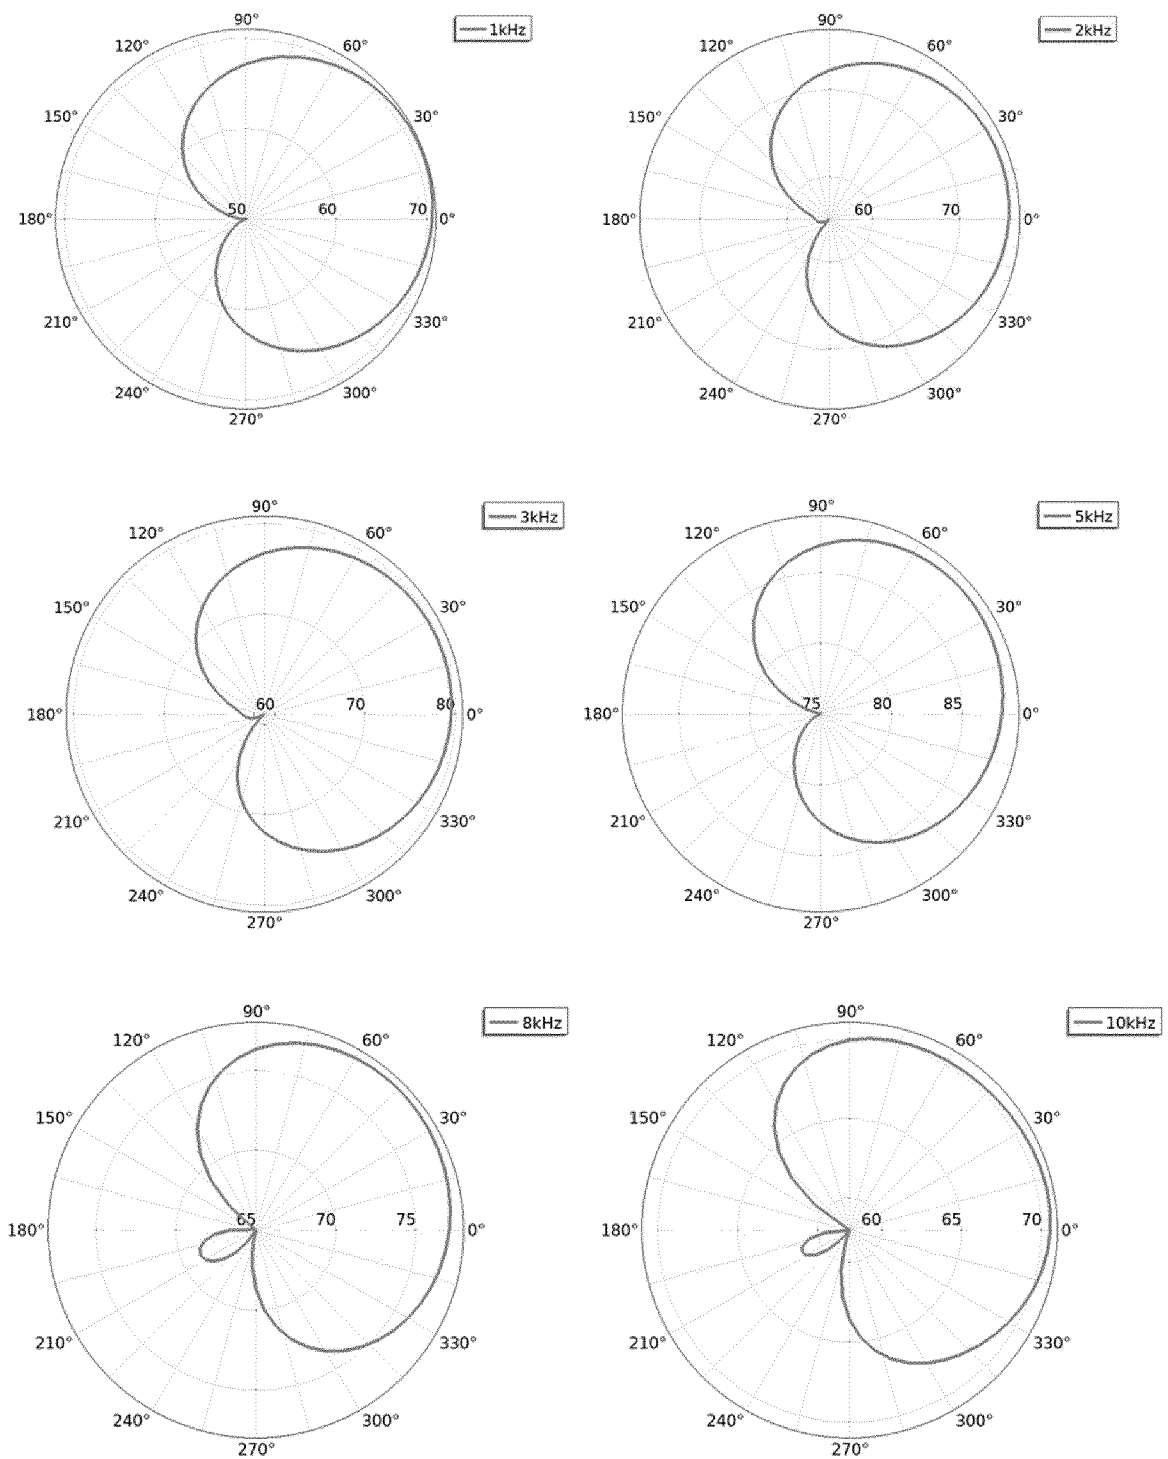 90° 1kHz 90° 2kHz
120° 60° 120° 60°
150° 30° 150° 30°
180° 50 60 70 0° 180° 60 70 0°
210° 330° 210° 330°
240° 300° 240° 300°
270° 270°
90° 3kHz 90° 5kHz
120° 60° 120° 60°
150° 30° 150° 30°
180° 60 70 80 0° 180° 75 80 85 0°
210° 330° 210° 330°
240° 300° 240° 300°
270° 270°
90° 8kHz 90° 10kHz
120° 60° 120° 60°
150° 30° 150° 30°
180° 65 70 75 0° 180° 60 65 70 0°
210° 330° 210° 330°
240° 300° 240° 300°
270° 270°